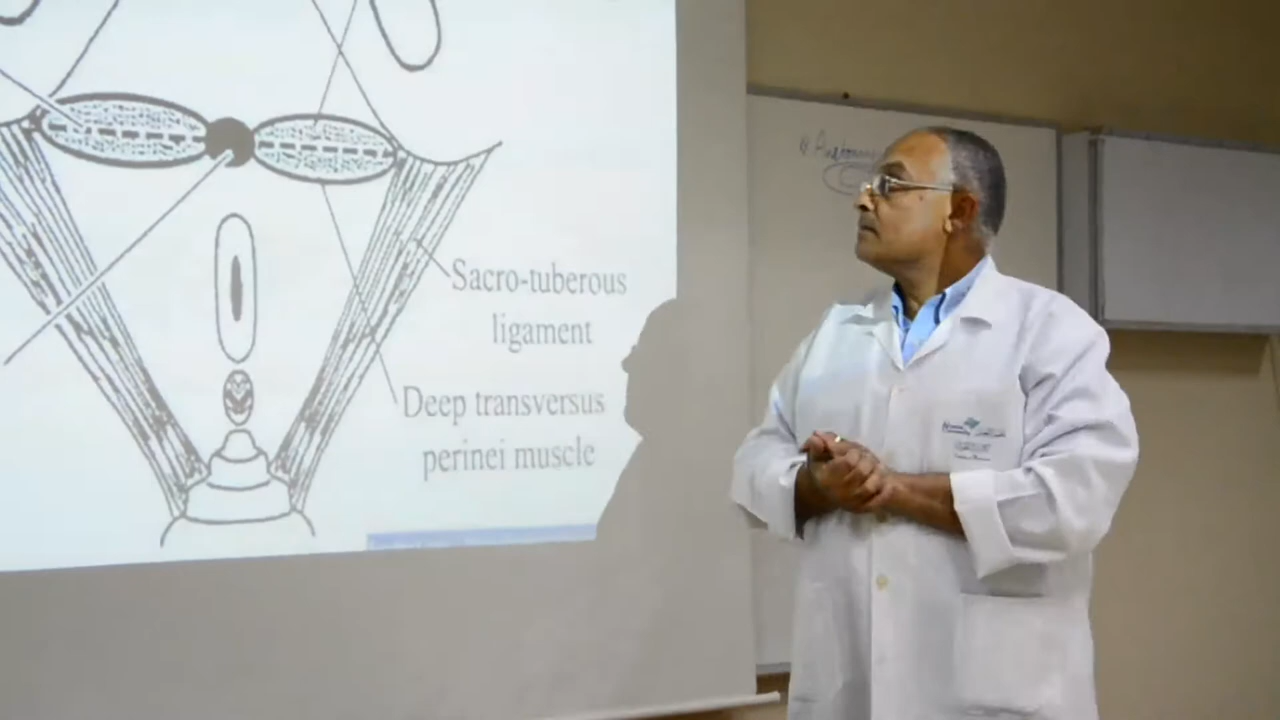 Sacro-tuberous
ligament
Deep transversus
perinei muscle